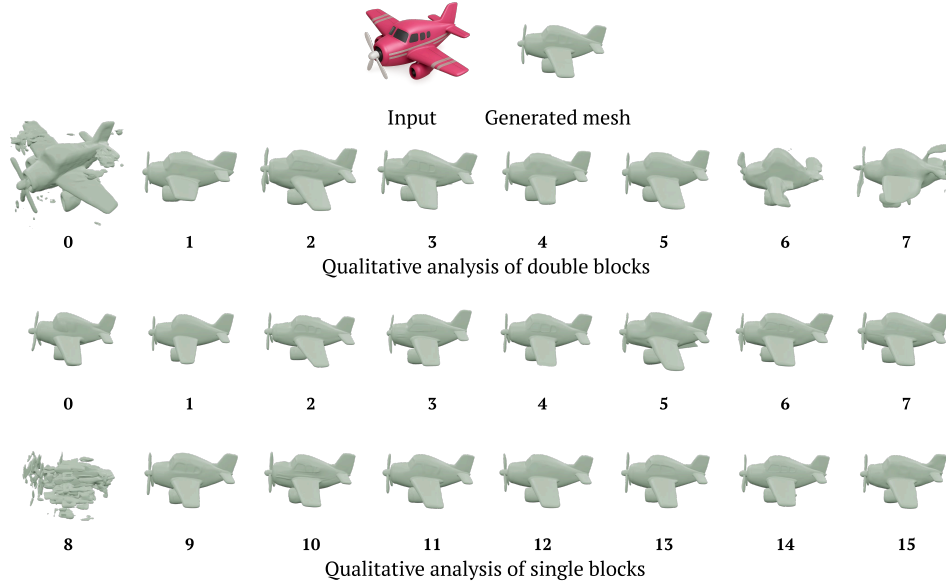 Input Generated mesh
0 1 2 3 4 5 6 7
Qualitative analysis of double blocks
0 1 2 3 4 5 6 7
8 9 10 11 12 13 14 15
Qualitative analysis of single blocks